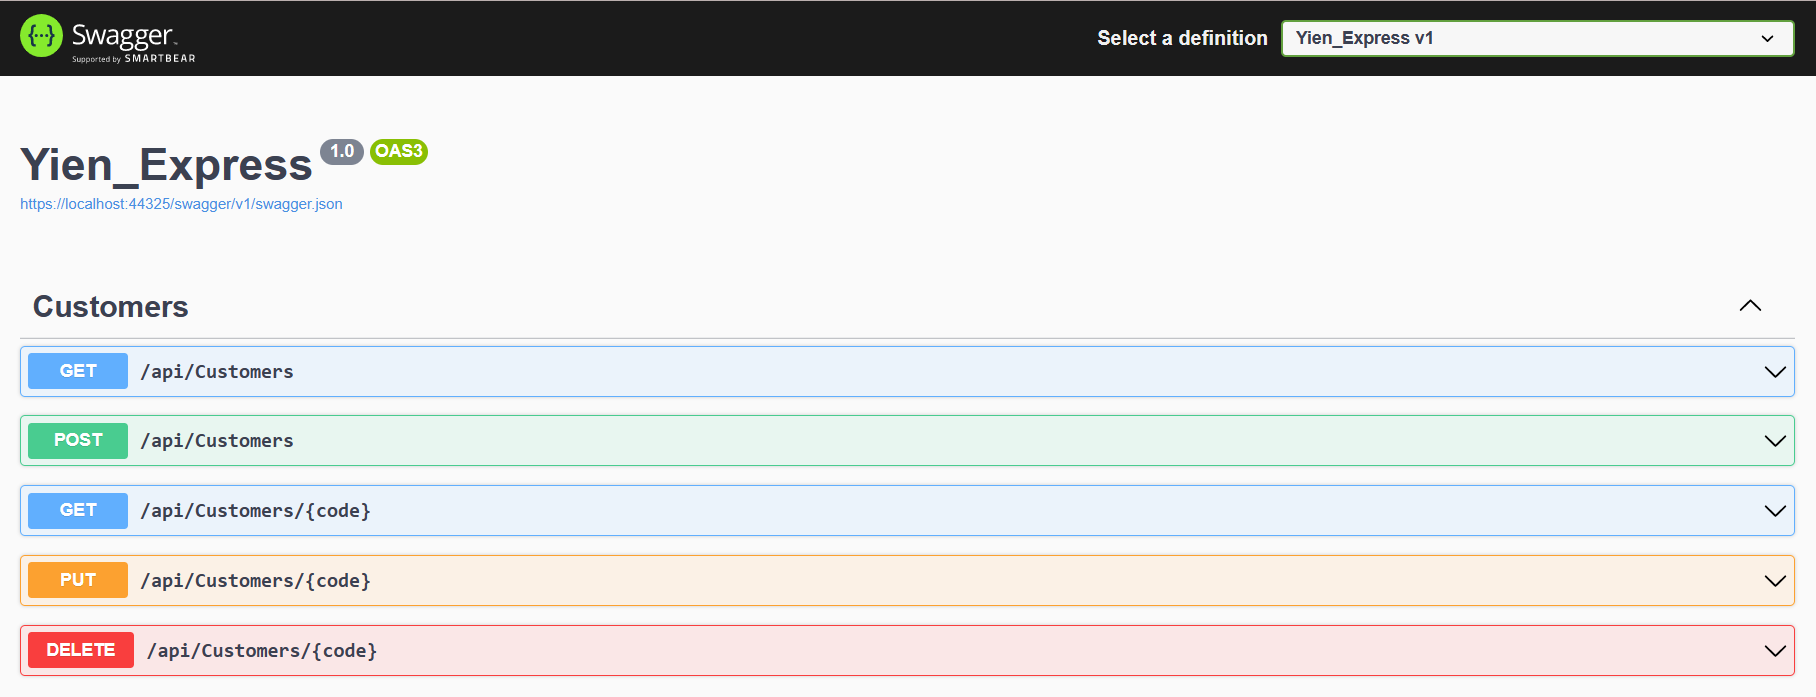 Swagger™
Supported by SMARTBEAR
Select a definition
Yien_Express v1
Yien_Express 1.0 OAS3
https://localhost:44325/swagger/v1/swagger.json
Customers
GET /api/Customers
POST /api/Customers
GET /api/Customers/{code}
PUT /api/Customers/{code}
DELETE /api/Customers/{code}